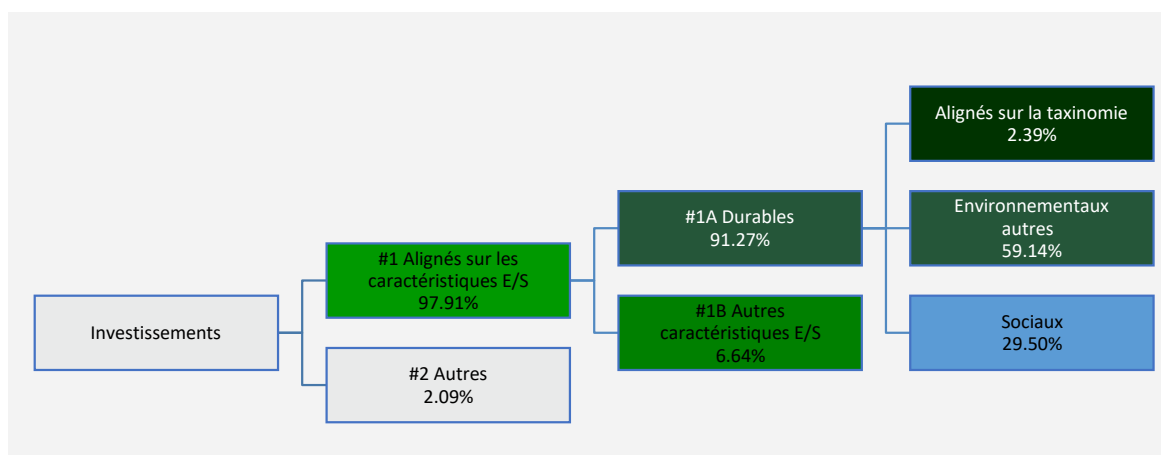 Investissements
#1 Alignés sur les
caractéristiques E/S
97.91%
#2 Autres
2.09%
#1A Durables
91.27%
#1B Autres
caractéristiques E/S
6.64%
Alignés sur la taxinomie
2.39%
Environnementaux
autres
59.14%
Sociaux
29.50%